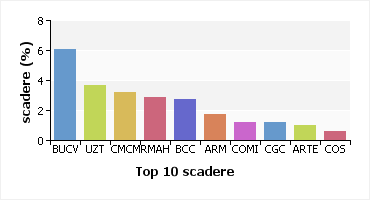 8
6
4
2
0
scadere (%)
BUCV UZT CMCM RMAH BCC ARM COMI CGC ARTE COS
Top 10 scadere